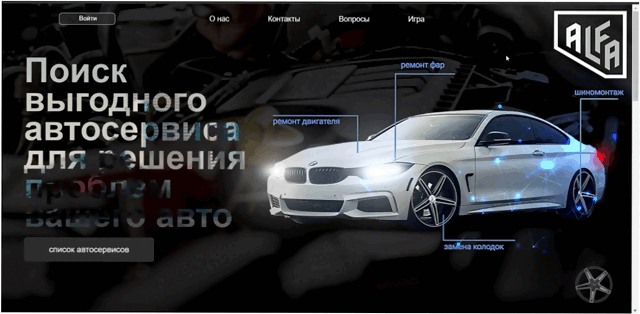 Войти
О нас
Контакты
Вопросы
Игра
ALFA
Поиск
выгодного
автосервиса
для решения
проблем
вашего авто
список автосервисов
ремонт фар
шиномонтаж
ремонт двигателя
замена колодок